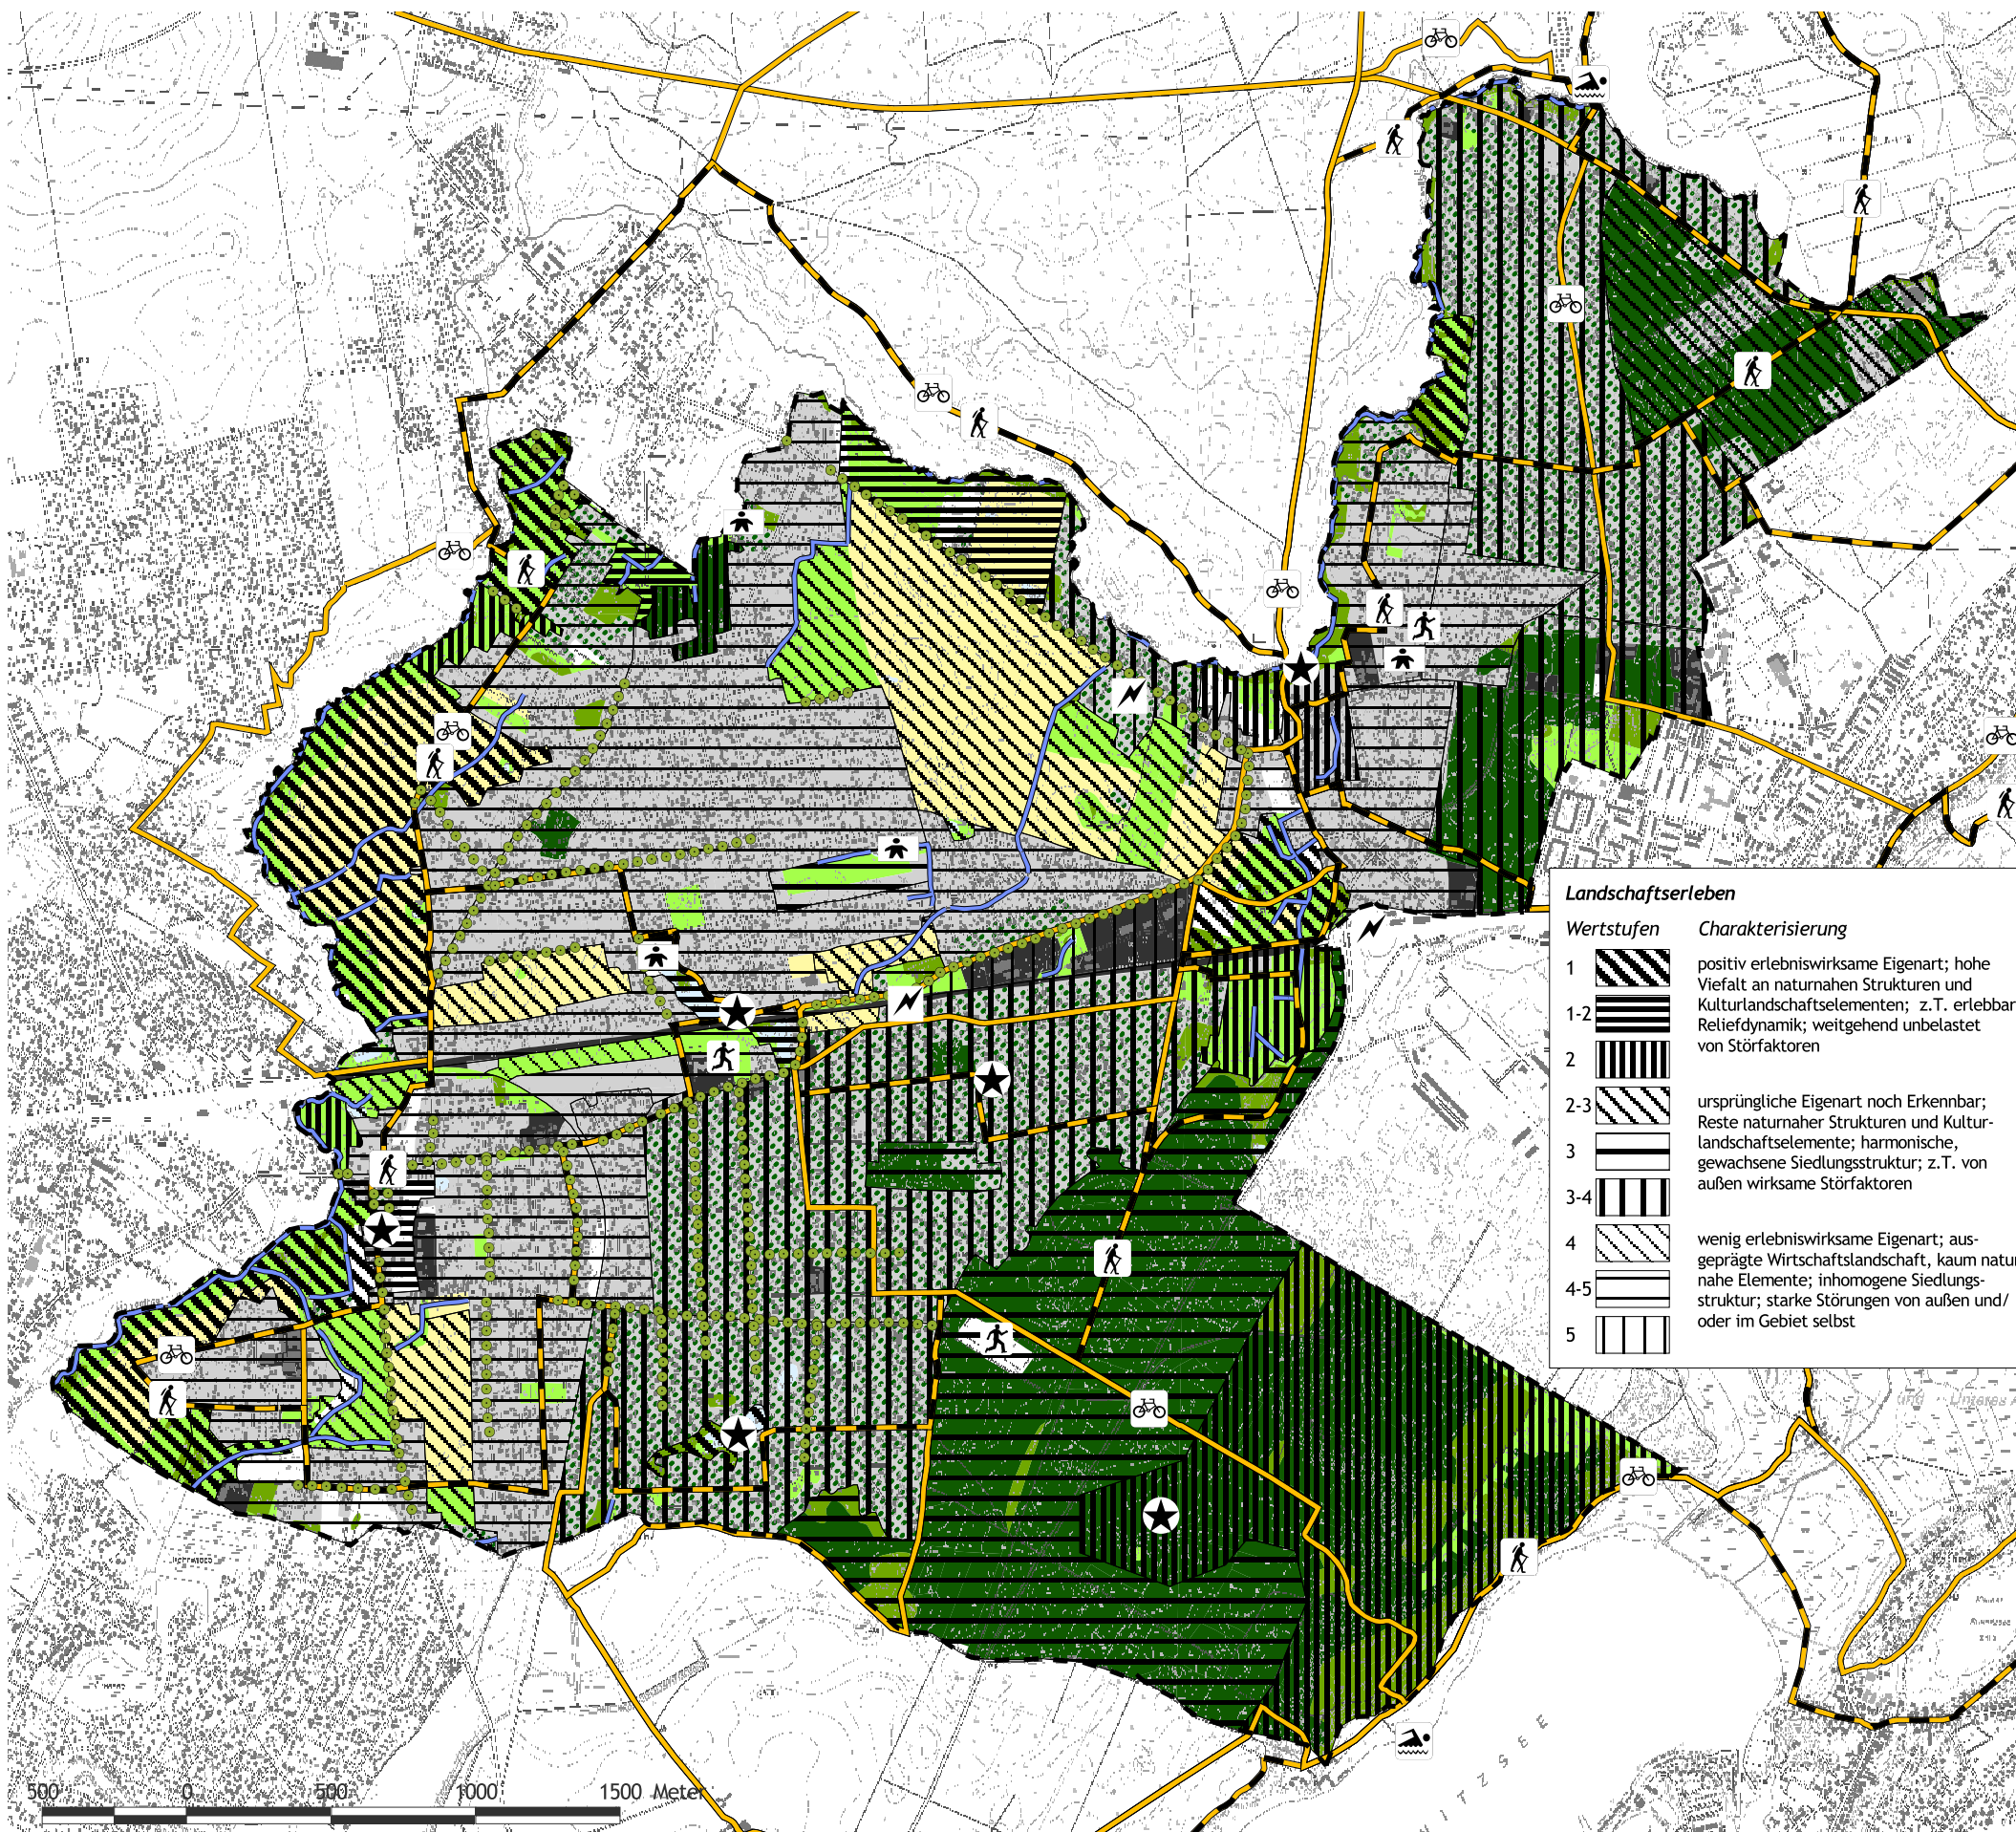 Landschaftserleben
Wertstufen Charakterisierung
1 positiv erlebniswirksame Eigenart; hohe
Viefalt an naturnahen Strukturen und
1-2 Kulturlandschaftselementen; z.T. erlebbar
Reliefdynamik; weitgehend unbelastet
2 von Störfaktoren
2-3 ursprüngliche Eigenart noch Erkennbar;
Reste naturnaher Strukturen und Kultur-
3 landschaftselemente; harmonische,
gewachsene Siedlungsstruktur; z.T. von
3-4 außen wirksame Störfaktoren
4 wenig erlebniswirksame Eigenart; aus-
geprägte Wirtschaftslandschaft, kaum natur
4-5 nahe Elemente; inhomogene Siedlungs-
struktur; starke Störungen von außen und/
5 oder im Gebiet selbst
Unteres
I T Z S E E
500 0 500 1000 1500 Meter